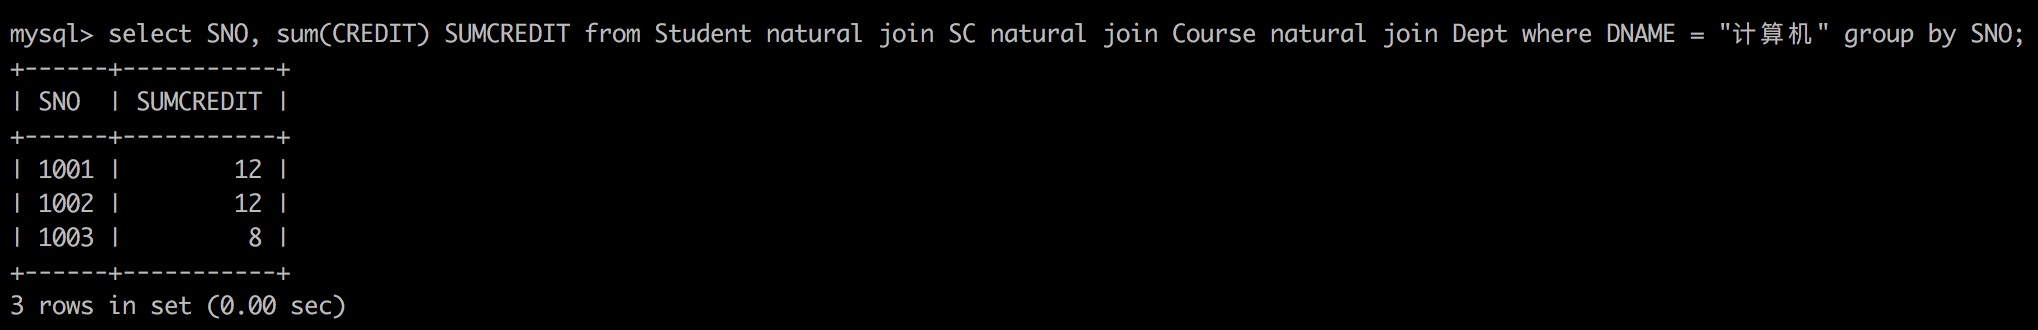 mysql> select SNO, sum(CREDIT) SUMCREDIT from Student natural join SC natural join Course natural join Dept where DNAME = "计算机" group by SNO;
+------+-----------+
| SNO  | SUMCREDIT |
+------+-----------+
| 1001 |        12 |
| 1002 |        12 |
| 1003 |         8 |
+------+-----------+
3 rows in set (0.00 sec)